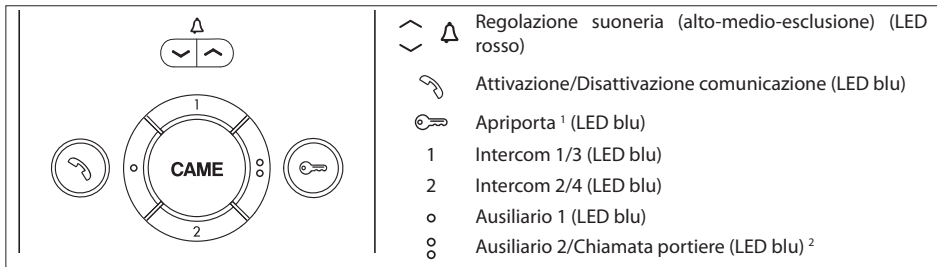 1
CAME
2
Regolazione suoneria (alto-medio-esclusione) (LED
rosso)
Attivazione/Disattivazione comunicazione (LED blu)
Apriporta ¹ (LED blu)
1 Intercom 1/3 (LED blu)
2 Intercom 2/4 (LED blu)
Ausiliario 1 (LED blu)
Ausiliario 2/Chiamata portiere (LED blu) ²